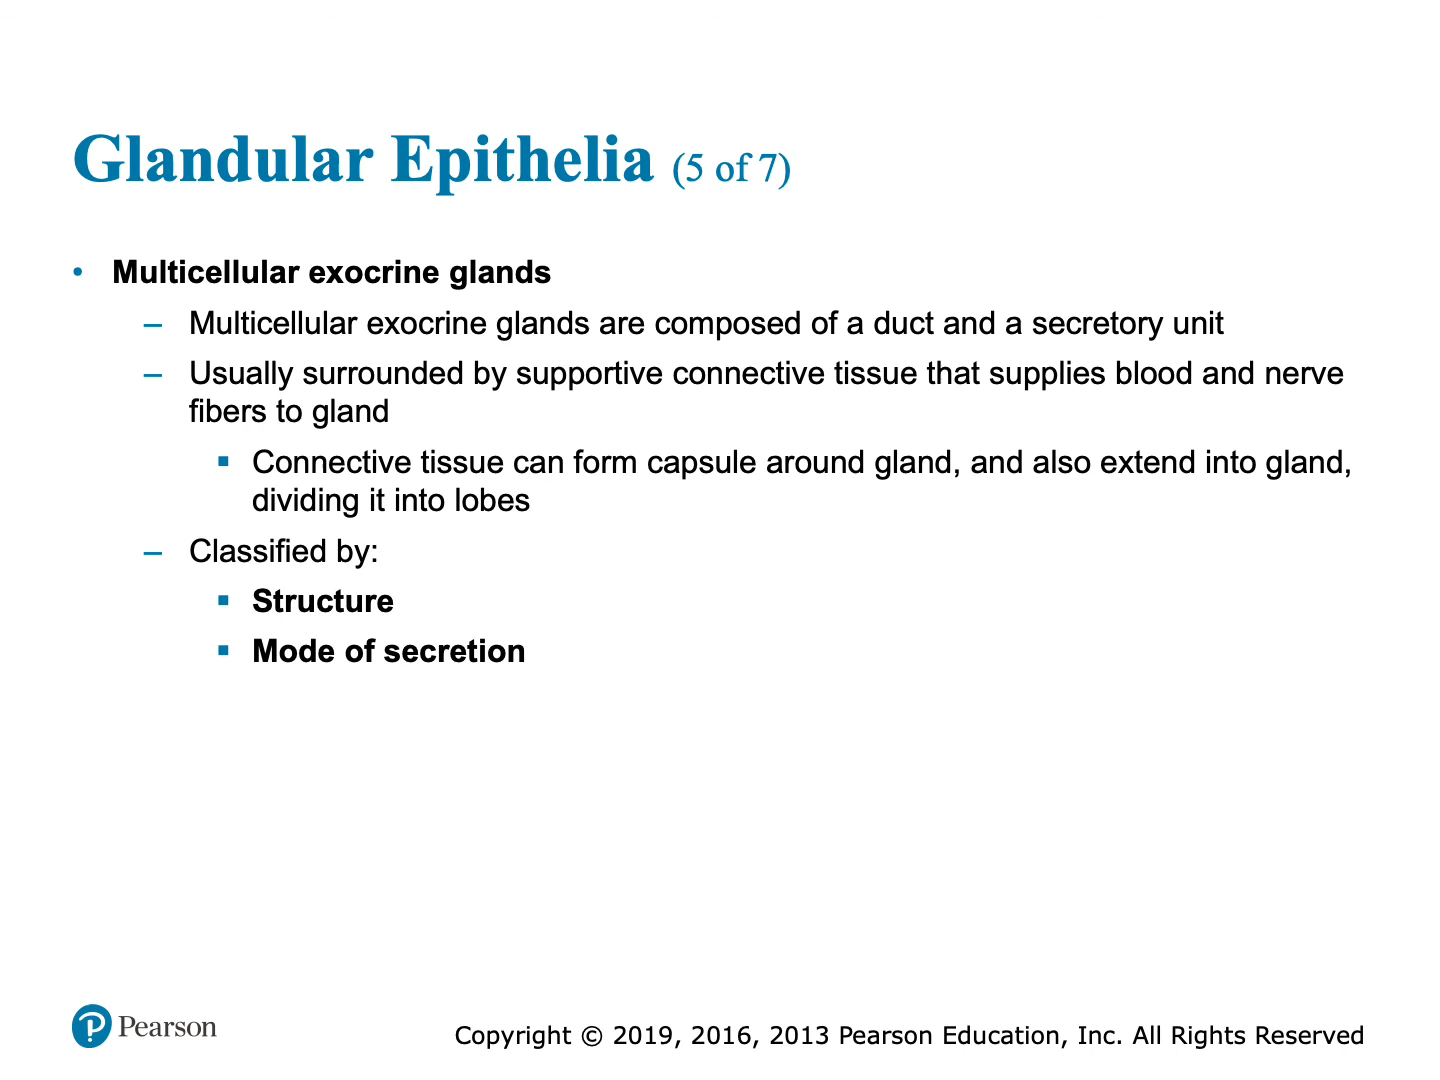 Glandular Epithelia (5 of 7)
• Multicellular exocrine glands
– Multicellular exocrine glands are composed of a duct and a secretory unit
– Usually surrounded by supportive connective tissue that supplies blood and nerve
fibers to gland
▪ Connective tissue can form capsule around gland, and also extend into gland,
dividing it into lobes
– Classified by:
▪ Structure
▪ Mode of secretion
Pearson
Copyright © 2019, 2016, 2013 Pearson Education, Inc. All Rights Reserved